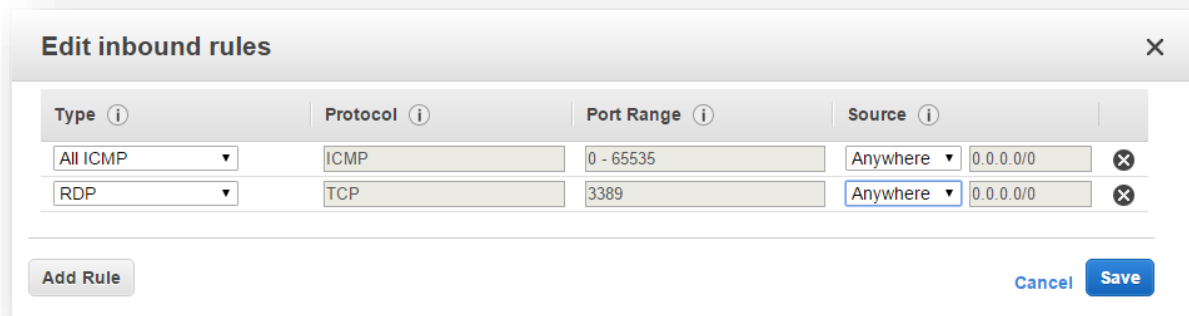 Edit inbound rules
Type Protocol Port Range Source
All ICMP ICMP 0 - 65535 Anywhere 0.0.0.0/0
RDP TCP 3389 Anywhere 0.0.0.0/0
Add Rule Cancel Save